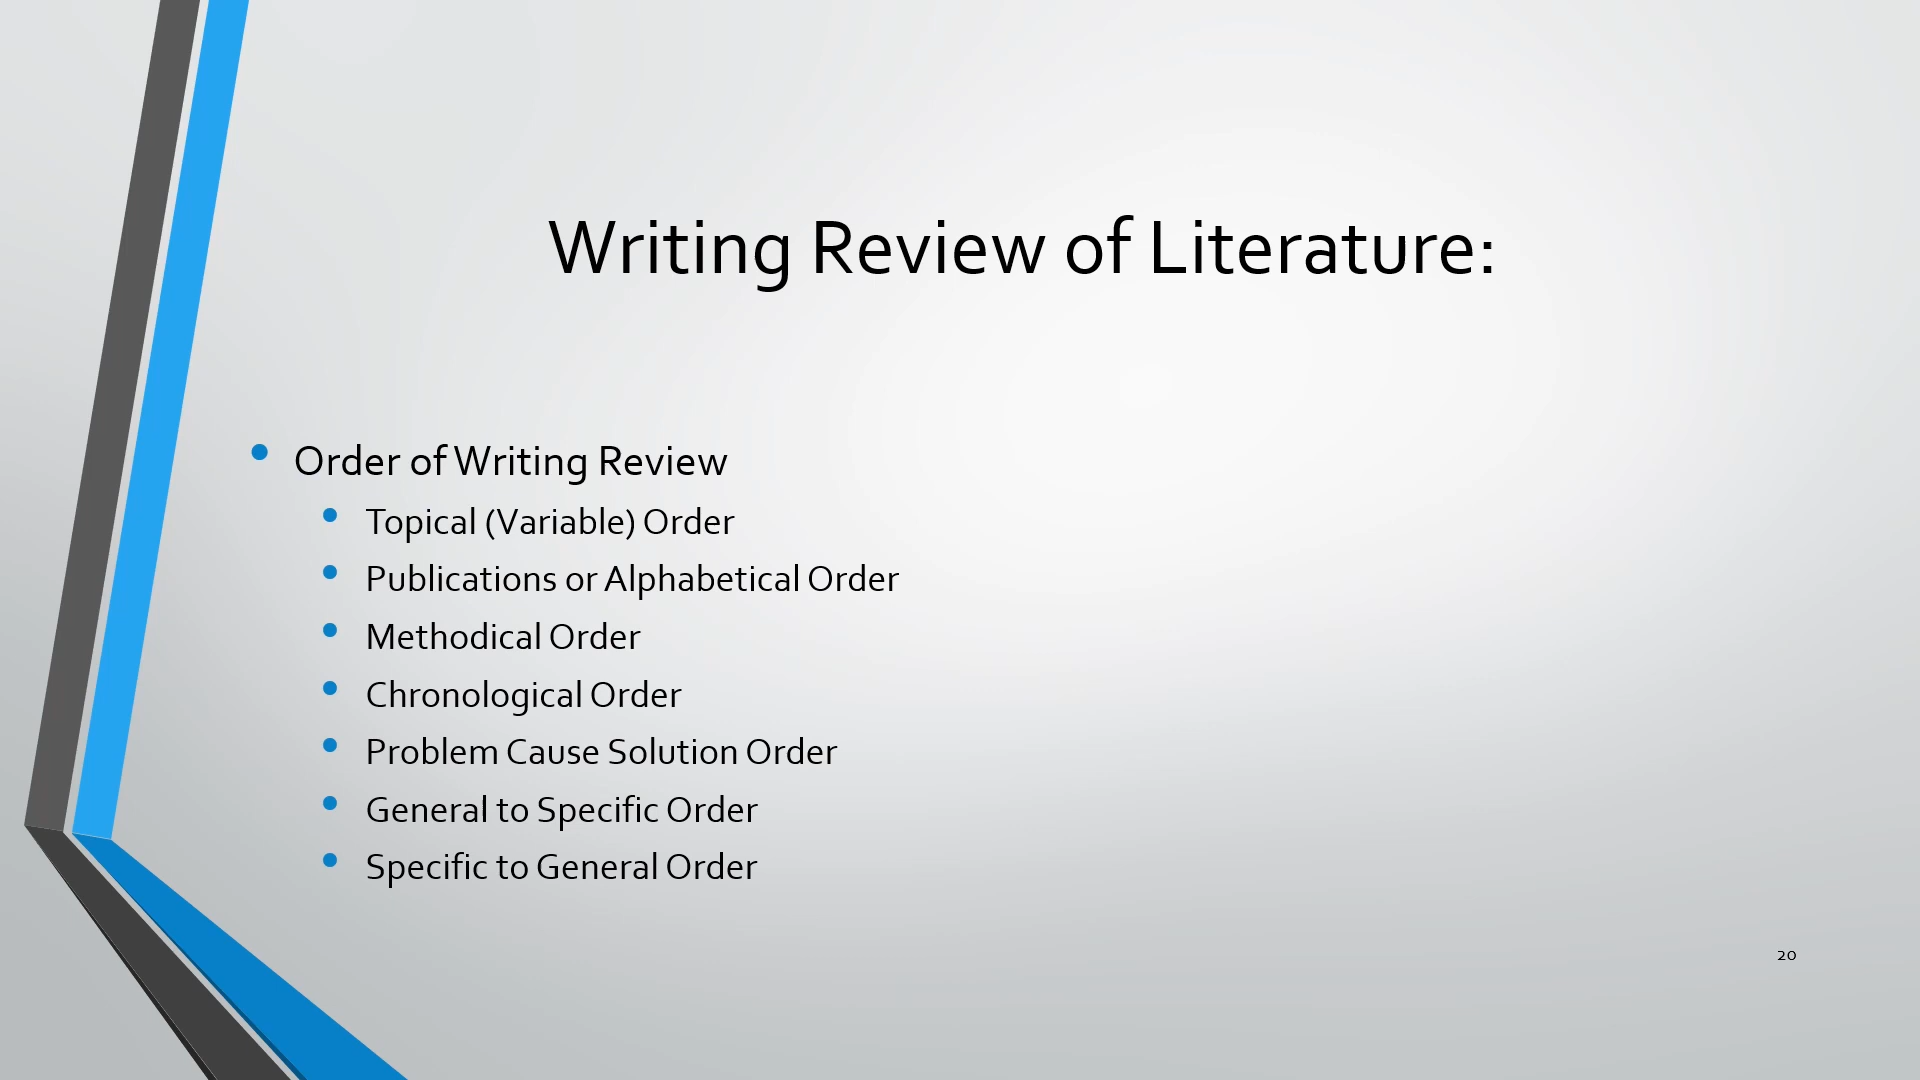 Writing Review of Literature:
Order of Writing Review
Topical (Variable) Order
Publications or Alphabetical Order
Methodical Order
Chronological Order
Problem Cause Solution Order
General to Specific Order
Specific to General Order
20